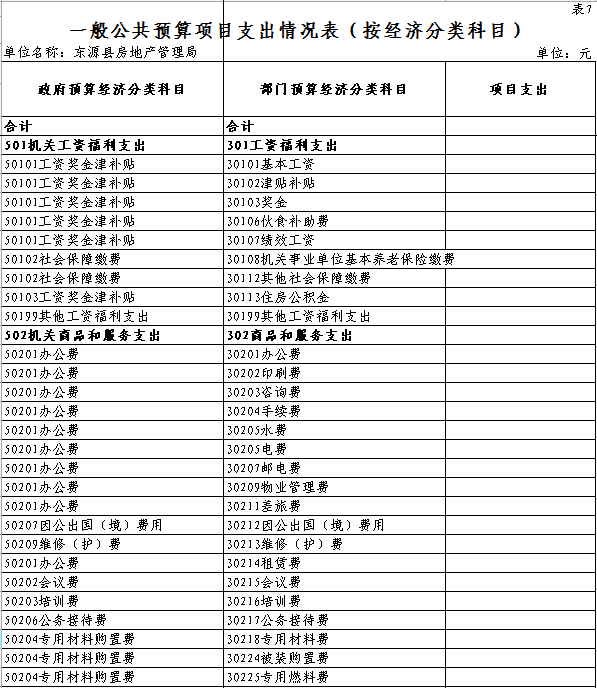 表7
一般公共预算项目支出情况表（按经济分类科目）
单位名称：东源县房地产管理局 单位：元
政府预算经济分类科目 部门预算经济分类科目 项目支出
合计 合计
501机关工资福利支出 301工资福利支出
50101工资奖金津补贴 30101基本工资
50101工资奖金津补贴 30102津贴补贴
50101工资奖金津补贴 30103奖金
50101工资奖金津补贴 30106伙食补助费
50101工资奖金津补贴 30107绩效工资
50102社会保障缴费 30108机关事业单位基本养老保险缴费
50102社会保障缴费 30112其他社会保障缴费
50103工资奖金津补贴 30113住房公积金
50199其他工资福利支出 30199其他工资福利支出
502机关商品和服务支出 302商品和服务支出
50201办公费 30201办公费
50201办公费 30202印刷费
50201办公费 30203咨询费
50201办公费 30204手续费
50201办公费 30205水费
50201办公费 30205电费
50201办公费 30207邮电费
50201办公费 30209物业管理费
50201办公费 30211差旅费
50207因公出国（境）费用 30212因公出国（境）费用
50209维修（护）费 30213维修（护）费
50201办公费 30214租赁费
50202会议费 30215会议费
50203培训费 30216培训费
50206公务接待费 30217公务接待费
50204专用材料购置费 30218专用材料费
50204专用材料购置费 30224被装购置费
50204专用材料购置费 30225专用燃料费